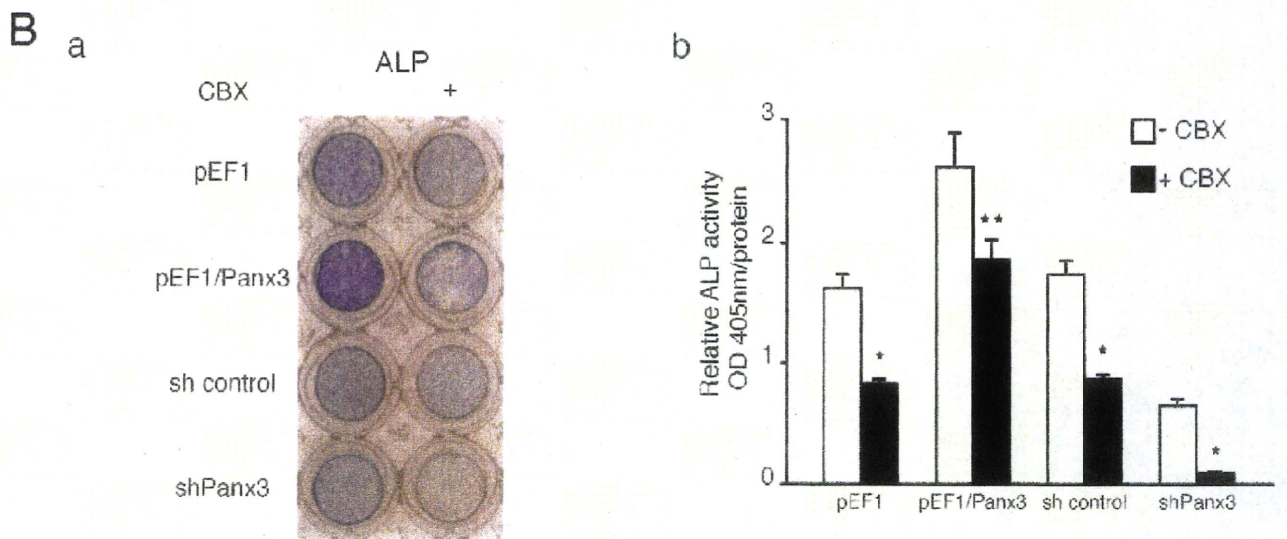 B
a
ALP
CBX +
pEF1
pEF1/Panx3
sh control
shPanx3
b
Relative ALP activity
OD 405nm/protein
3
2
1
0
- CBX
+ CBX
*
**
*
*
pEF1 pEF1/Panx3 sh control shPanx3